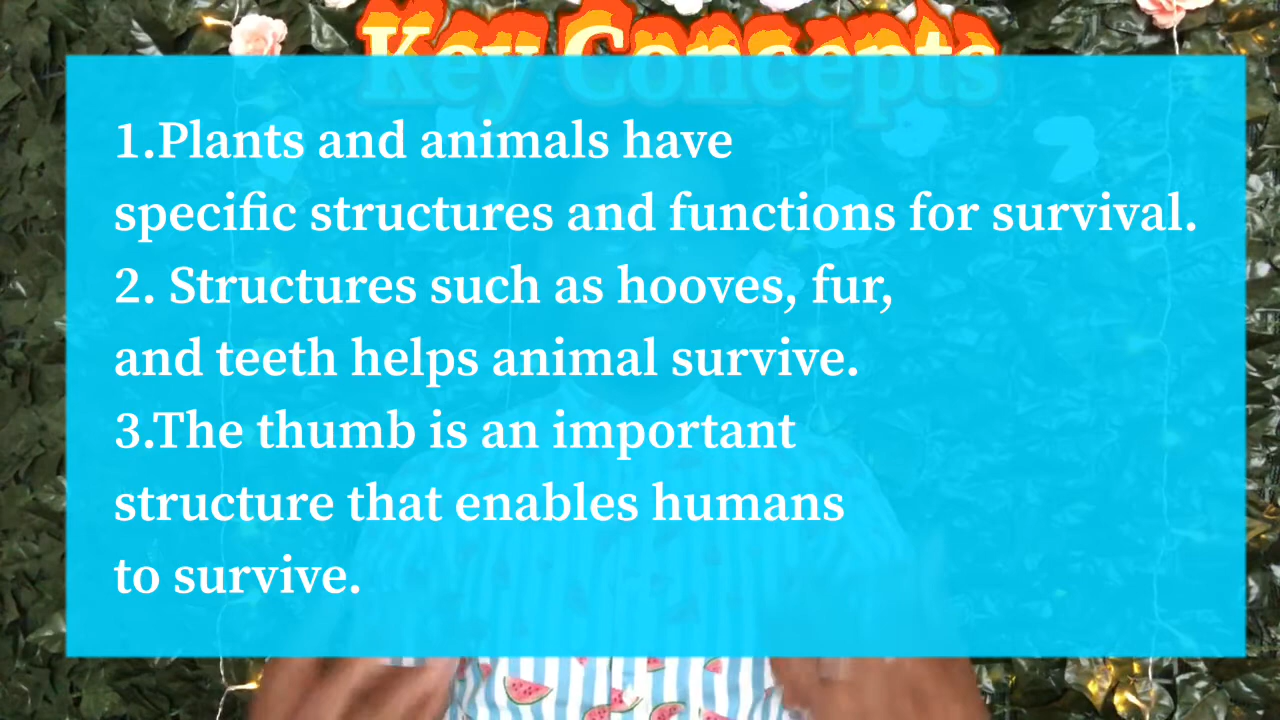 Key Concepts
1.Plants and animals have
specific structures and functions for survival.
2. Structures such as hooves, fur,
and teeth helps animal survive.
3.The thumb is an important
structure that enables humans
to survive.